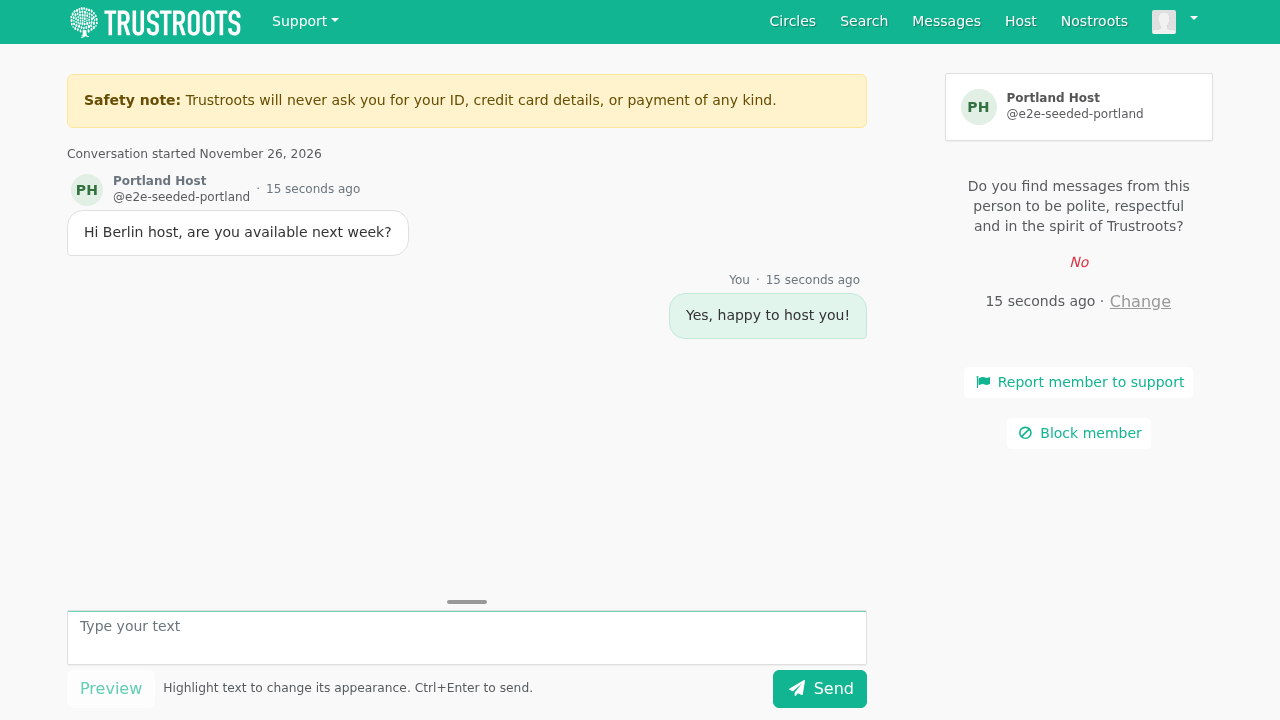 TRUSTROOTS
Support
Circles
Search
Messages
Host
Nostroots
Safety note: Trustroots will never ask you for your ID, credit card details, or payment of any kind.
Conversation started November 26, 2026
PH
Portland Host
@e2e-seeded-portland
· 15 seconds ago
Hi Berlin host, are you available next week?
You · 15 seconds ago
Yes, happy to host you!
Type your text
Preview
Highlight text to change its appearance. Ctrl+Enter to send.
Send
PH
Portland Host
@e2e-seeded-portland
Do you find messages from this
person to be polite, respectful
and in the spirit of Trustroots?
No
15 seconds ago · Change
Report member to support
Block member